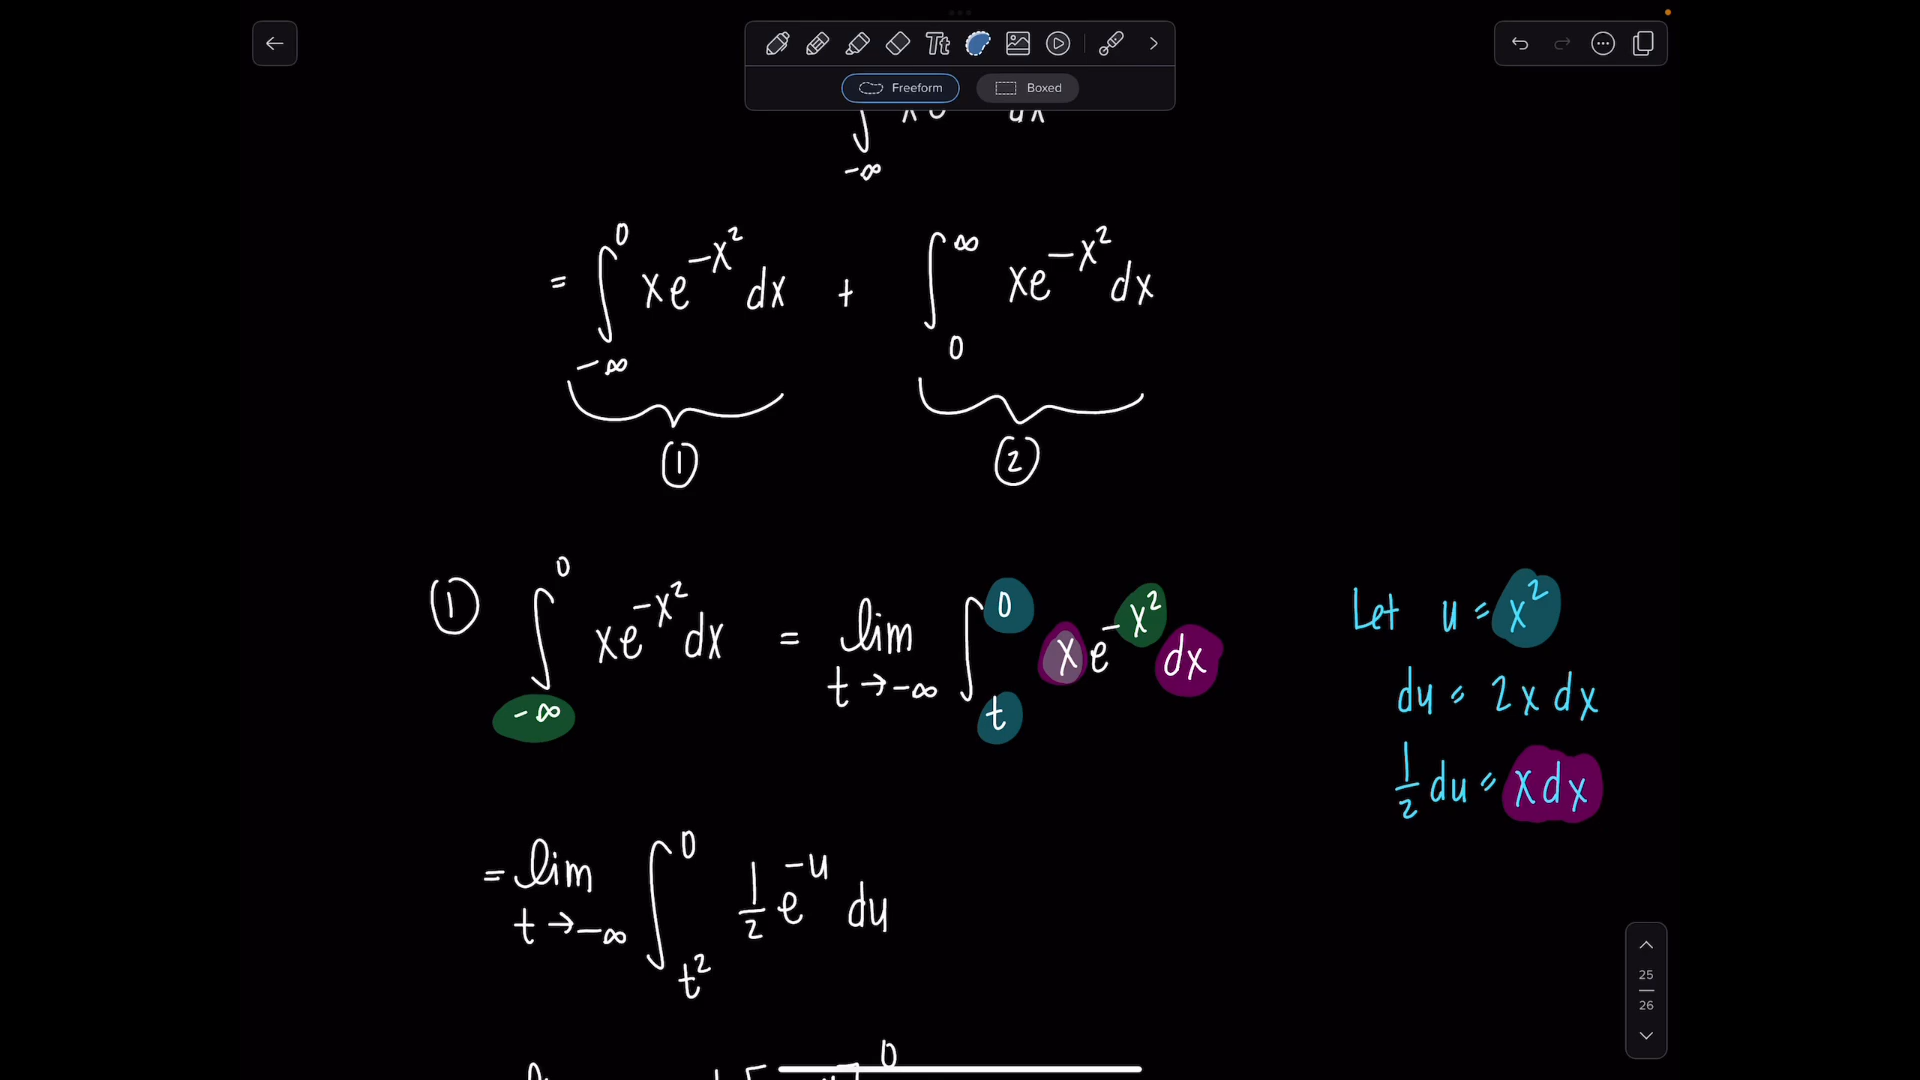 Tt
Freeform Boxed
-∞
= ∫_{-∞}^{0} xe^{-x²} dx + ∫_{0}^{∞} xe^{-x²} dx
① ②
① ∫_{-∞}^{0} xe^{-x²} dx = lim_{t→-∞} ∫_{t}^{0} xe^{-x²} dx
Let u = x²
du = 2x dx
½ du = x dx
= lim_{t→-∞} ∫_{t²}^{0} ½ e^{-u} du
25
26
0